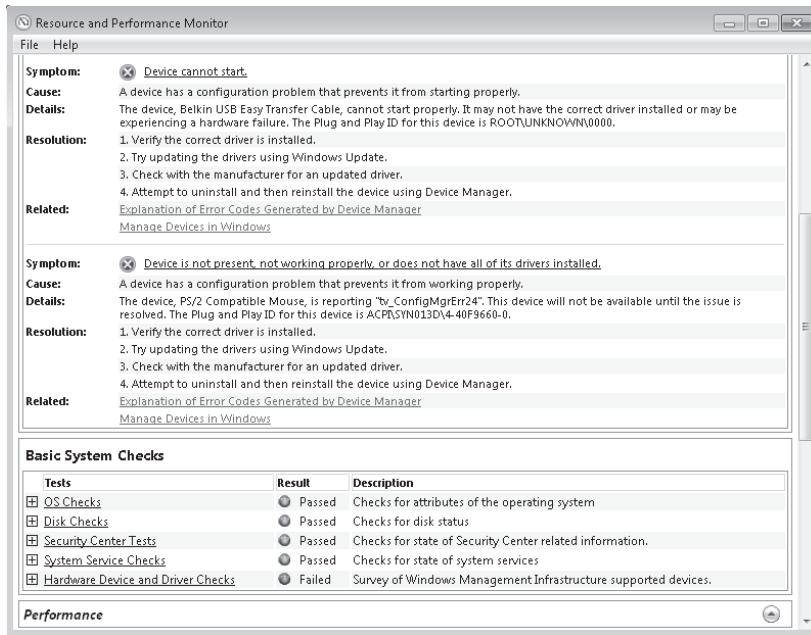 Resource and Performance Monitor
File Help
Symptom: Device cannot start.
Cause: A device has a configuration problem that prevents it from starting properly.
Details: The device, Belkin USB Easy Transfer Cable, cannot start properly. It may not have the correct driver installed or may be
experiencing a hardware failure. The Plug and Play ID for this device is ROOT\UNKNOWN\0000.
Resolution: 1. Verify the correct driver is installed.
2. Try updating the drivers using Windows Update.
3. Check with the manufacturer for an updated driver.
4. Attempt to uninstall and then reinstall the device using Device Manager.
Related: Explanation of Error Codes Generated by Device Manager
Manage Devices in Windows
Symptom: Device is not present, not working properly, or does not have all of its drivers installed.
Cause: A device has a configuration problem that prevents it from working properly.
Details: The device, PS/2 Compatible Mouse, is reporting "tv_ConfigMgrErr24". This device will not be available until the issue is
resolved. The Plug and Play ID for this device is ACPI\SYN013D\4-40F9660-0.
Resolution: 1. Verify the correct driver is installed.
2. Try updating the drivers using Windows Update.
3. Check with the manufacturer for an updated driver.
4. Attempt to uninstall and then reinstall the device using Device Manager.
Related: Explanation of Error Codes Generated by Device Manager
Manage Devices in Windows
Basic System Checks
Tests Result Description
OS Checks Passed Checks for attributes of the operating system
Disk Checks Passed Checks for disk status
Security Center Tests Passed Checks for state of Security Center related information.
System Service Checks Passed Checks for state of system services
Hardware Device and Driver Checks Failed Survey of Windows Management Infrastructure supported devices.
Performance